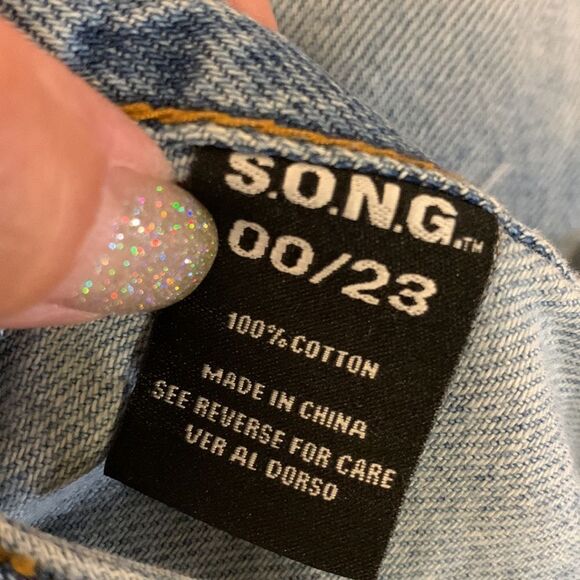 S.O.N.G.™
00/23
100% COTTON
MADE IN CHINA
SEE REVERSE FOR CARE
VER AL DORSO